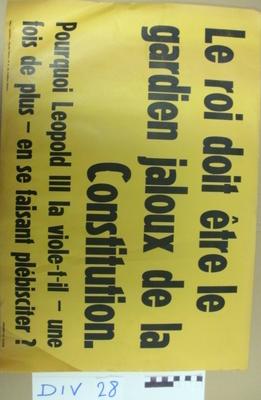 Le roi doit être le
gardien jaloux de la
Constitution.
Pourquoi Leopold III la viole-t-il — une
fois de plus — en se faisant plébisciter ?
DIV 28